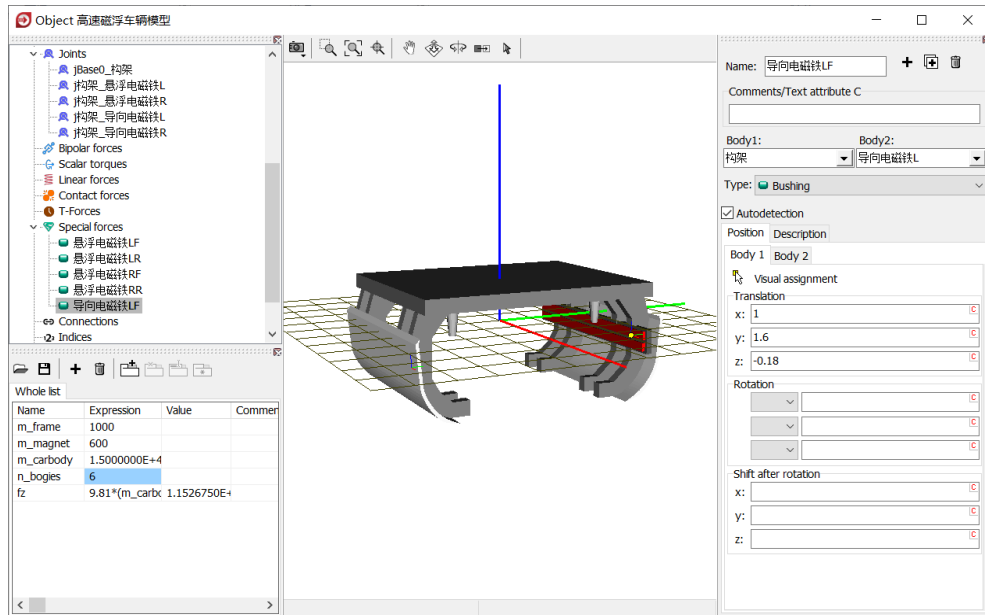 Object 高速磁浮车辆模型
Joints
jBase0_构架
j构架_悬浮电磁铁L
j构架_悬浮电磁铁R
j构架_导向电磁铁L
j构架_导向电磁铁R
Bipolar forces
Scalar torques
Linear forces
Contact forces
T-Forces
Special forces
悬浮电磁铁LF
悬浮电磁铁LR
悬浮电磁铁RF
悬浮电磁铁RR
导向电磁铁LF
Connections
Indices
Whole list
Name Expression Value Commen
m_frame 1000
m_magnet 600
m_carbody 1.5000000E+4
n_bogies 6
fz 9.81*(m_carbo 1.1526750E+
Name: 导向电磁铁LF
Comments/Text attribute C
Body1: Body2:
构架 导向电磁铁L
Type: Bushing
Autodetection
Position Description
Body 1 Body 2
Visual assignment
Translation
x: 1 C
y: 1.6 C
z: -0.18 C
Rotation
C
C
C
Shift after rotation
x: C
y: C
z: C